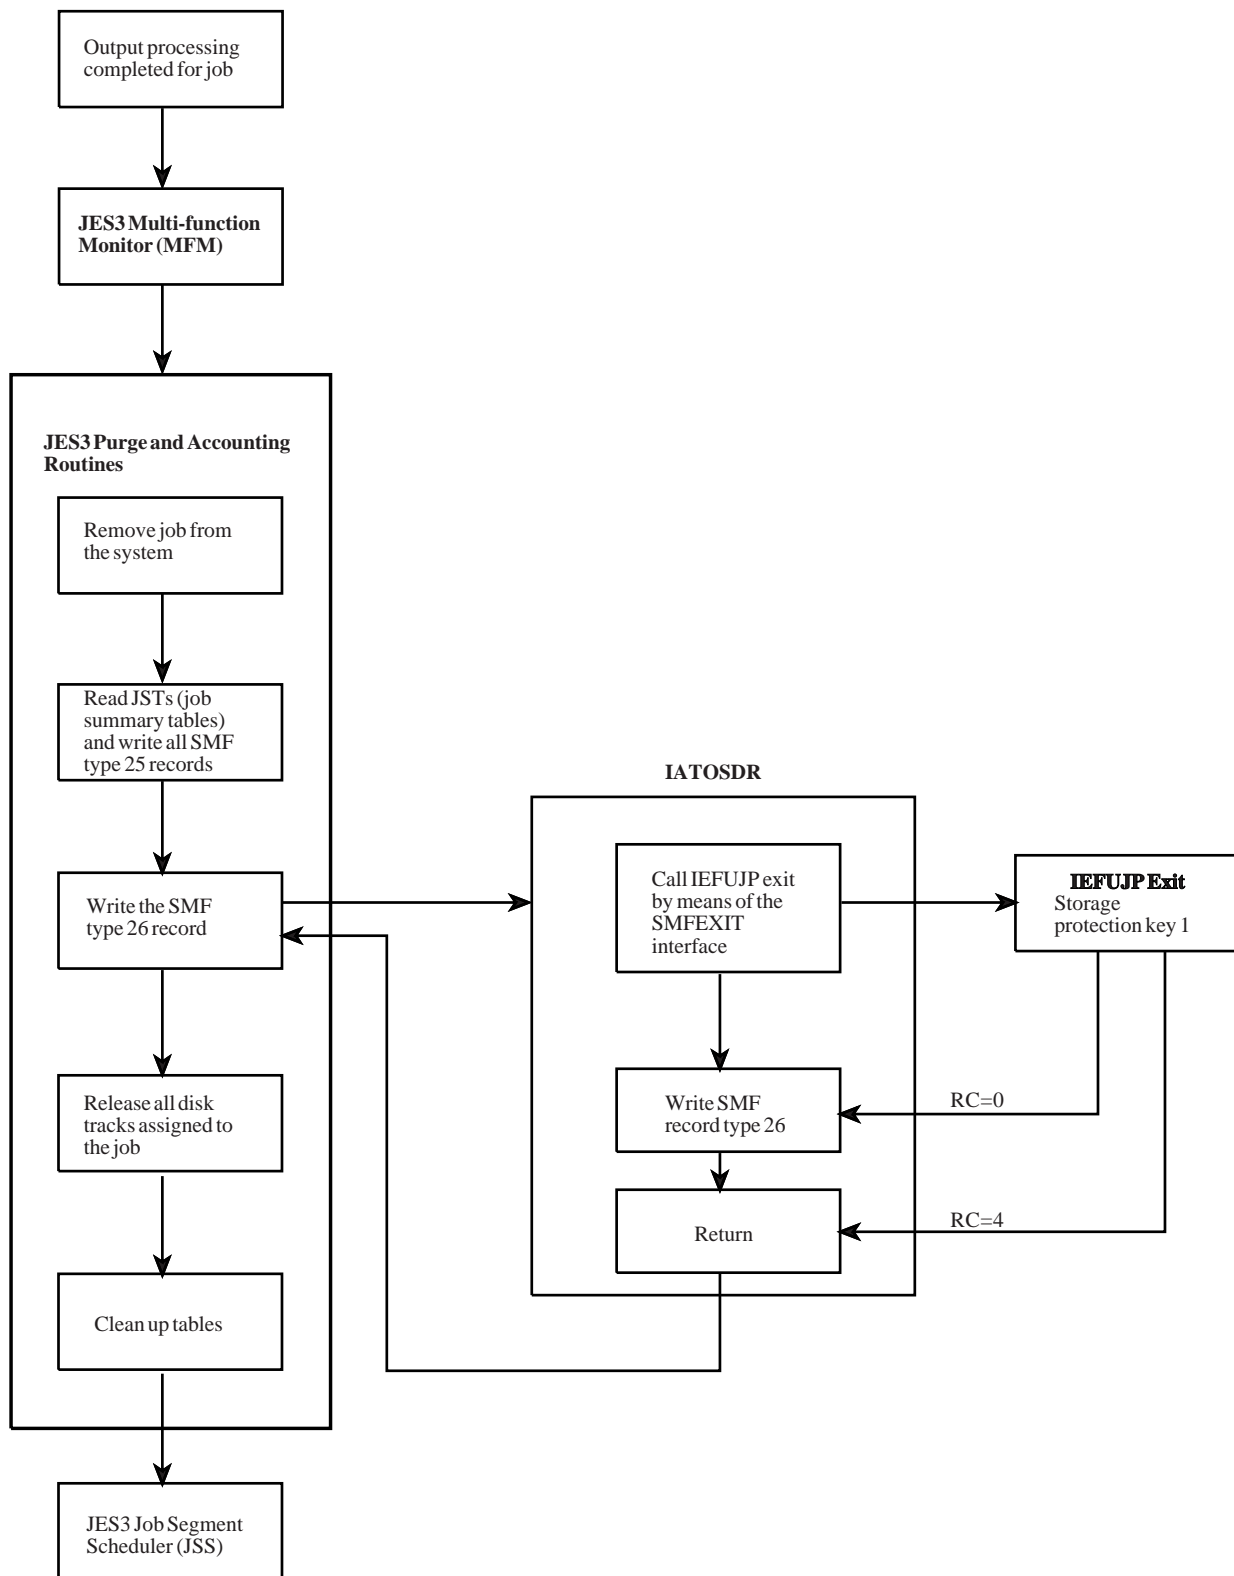 Output processing
completed for job
JES3 Multi-function
Monitor (MFM)
JES3 Purge and Accounting
Routines
Remove job from
the system
Read JSTs (job
summary tables)
and write all SMF
type 25 records
Write the SMF
type 26 record
Release all disk
tracks assigned to
the job
Clean up tables
JES3 Job Segment
Scheduler (JSS)
IATOSDR
Call IEFUJP exit
by means of the
SMFEXIT
interface
Write SMF
record type 26
Return
IEFUJP Exit
Storage
protection key 1
RC=0
RC=4